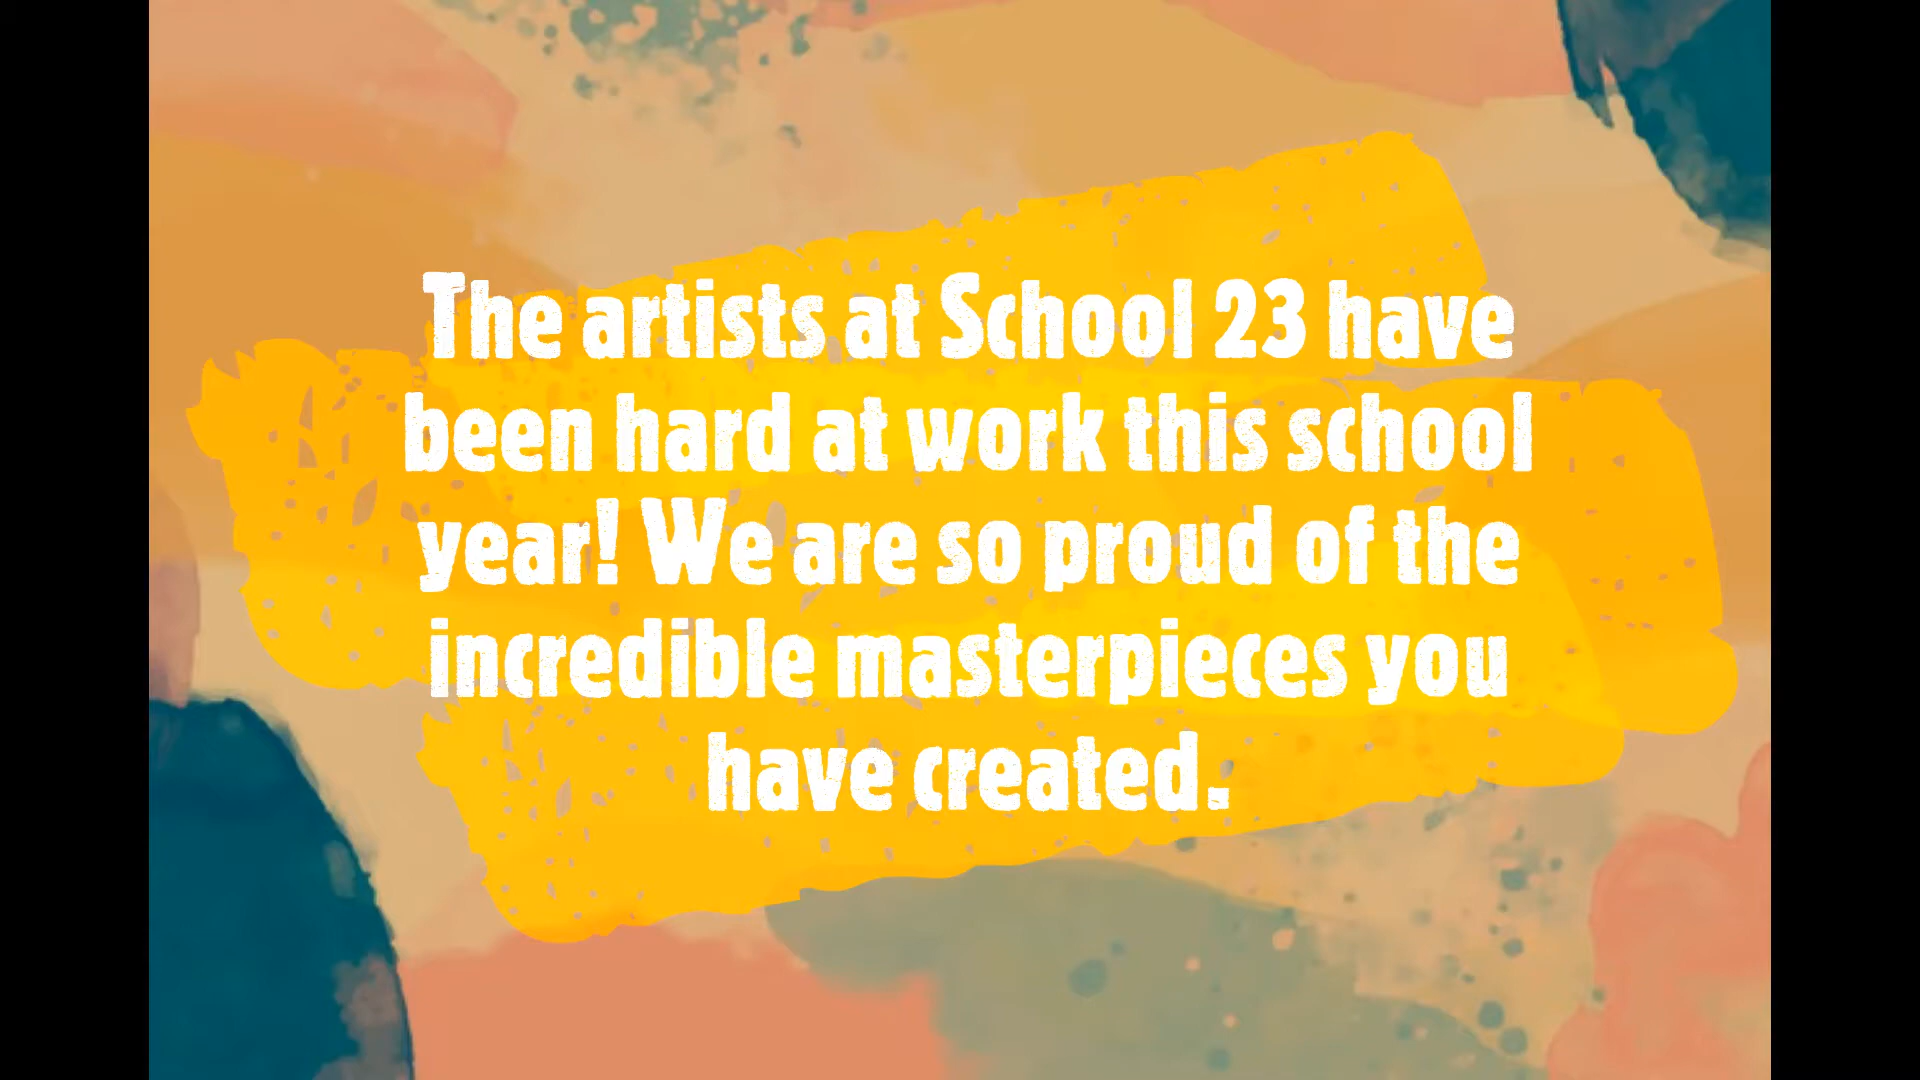 The artists at School 23 have
been hard at work this school
year! We are so proud of the
incredible masterpieces you
have created.